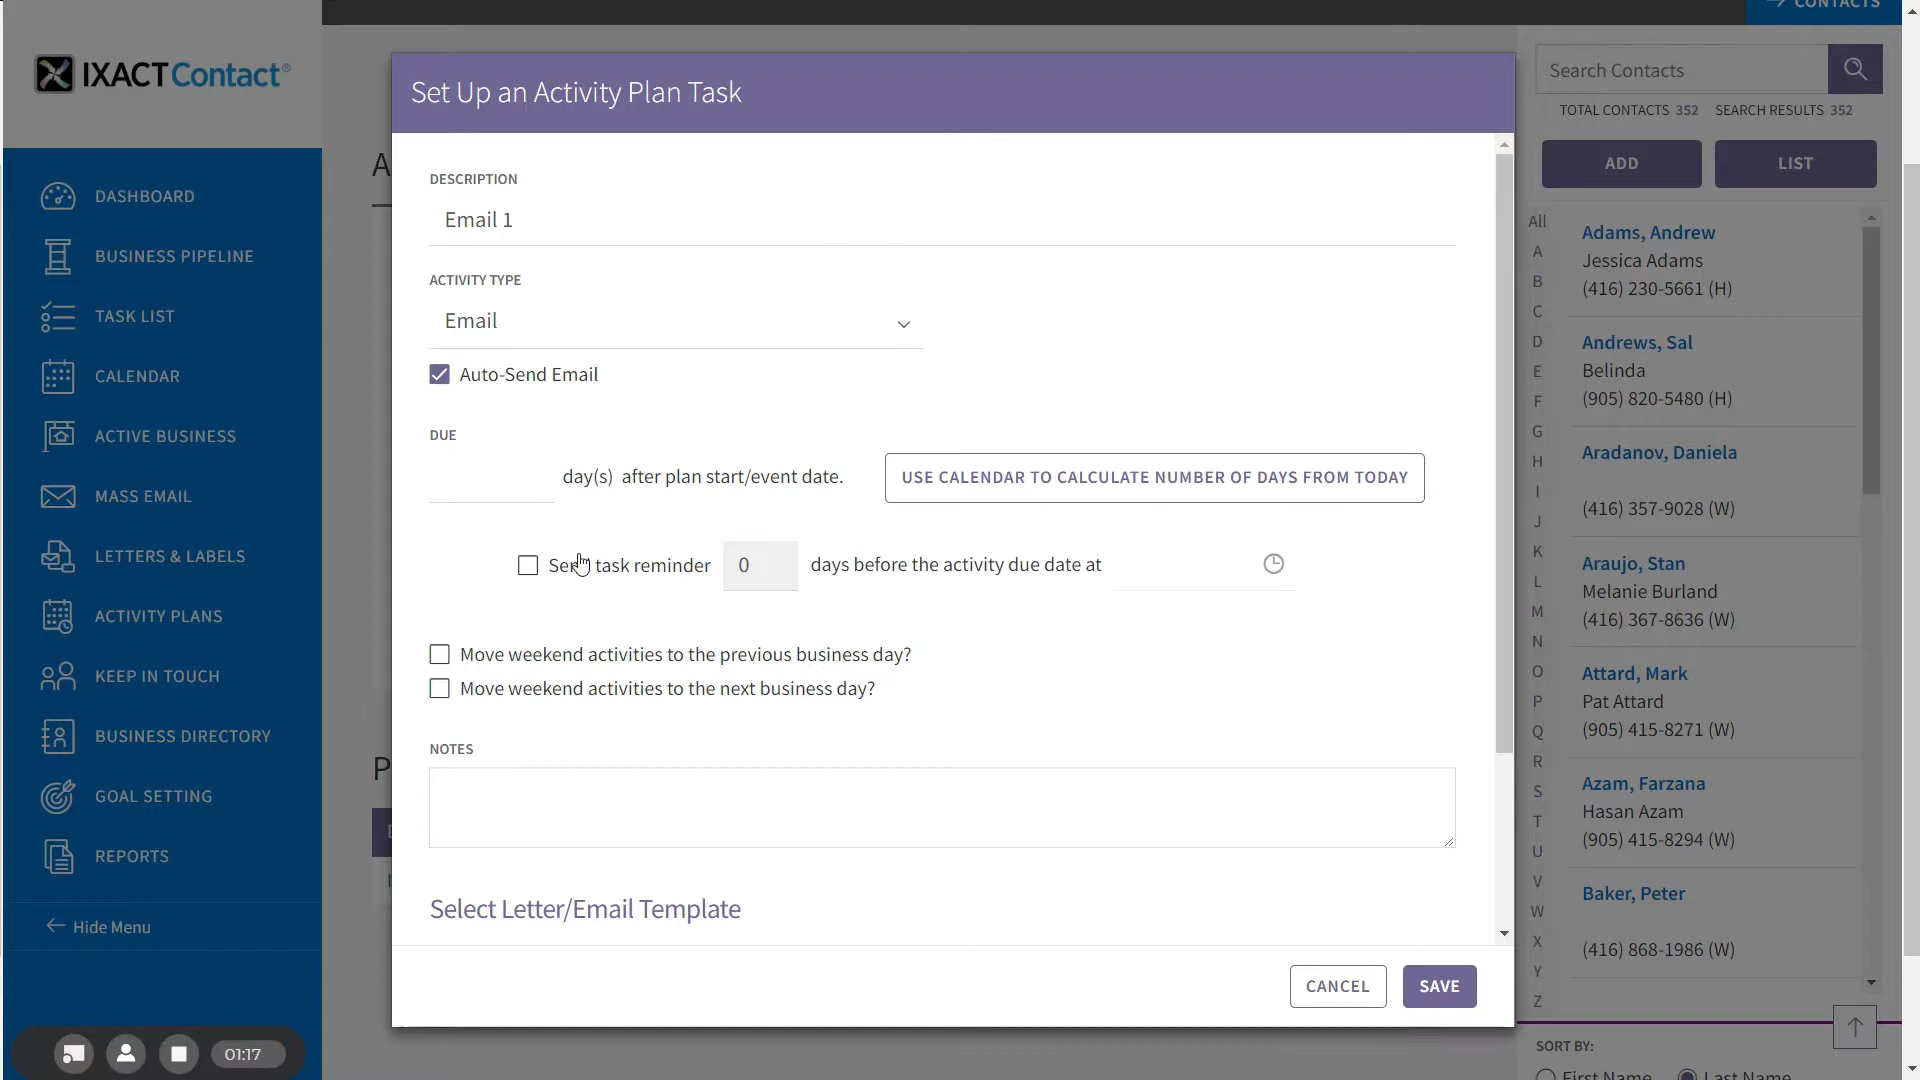 CONTACTS
IXACTContact®
DASHBOARD
BUSINESS PIPELINE
TASK LIST
CALENDAR
ACTIVE BUSINESS
MASS EMAIL
LETTERS & LABELS
ACTIVITY PLANS
KEEP IN TOUCH
BUSINESS DIRECTORY
GOAL SETTING
REPORTS
Hide Menu
01:17
A
P
Set Up an Activity Plan Task
DESCRIPTION
Email 1
ACTIVITY TYPE
Email
Auto-Send Email
DUE
day(s) after plan start/event date.
USE CALENDAR TO CALCULATE NUMBER OF DAYS FROM TODAY
Send task reminder 0 days before the activity due date at
Move weekend activities to the previous business day?
Move weekend activities to the next business day?
NOTES
Select Letter/Email Template
CANCEL
SAVE
Search Contacts
TOTAL CONTACTS 352 SEARCH RESULTS 352
ADD
LIST
All
A
B
C
D
E
F
G
H
I
J
K
L
M
N
O
P
Q
R
S
T
U
V
W
X
Y
Z
Adams, Andrew
Jessica Adams
(416) 230-5661 (H)
Andrews, Sal
Belinda
(905) 820-5480 (H)
Aradanov, Daniela
(416) 357-9028 (W)
Araujo, Stan
Melanie Burland
(416) 367-8636 (W)
Attard, Mark
Pat Attard
(905) 415-8271 (W)
Azam, Farzana
Hasan Azam
(905) 415-8294 (W)
Baker, Peter
(416) 868-1986 (W)
SORT BY:
First Name
Last Name